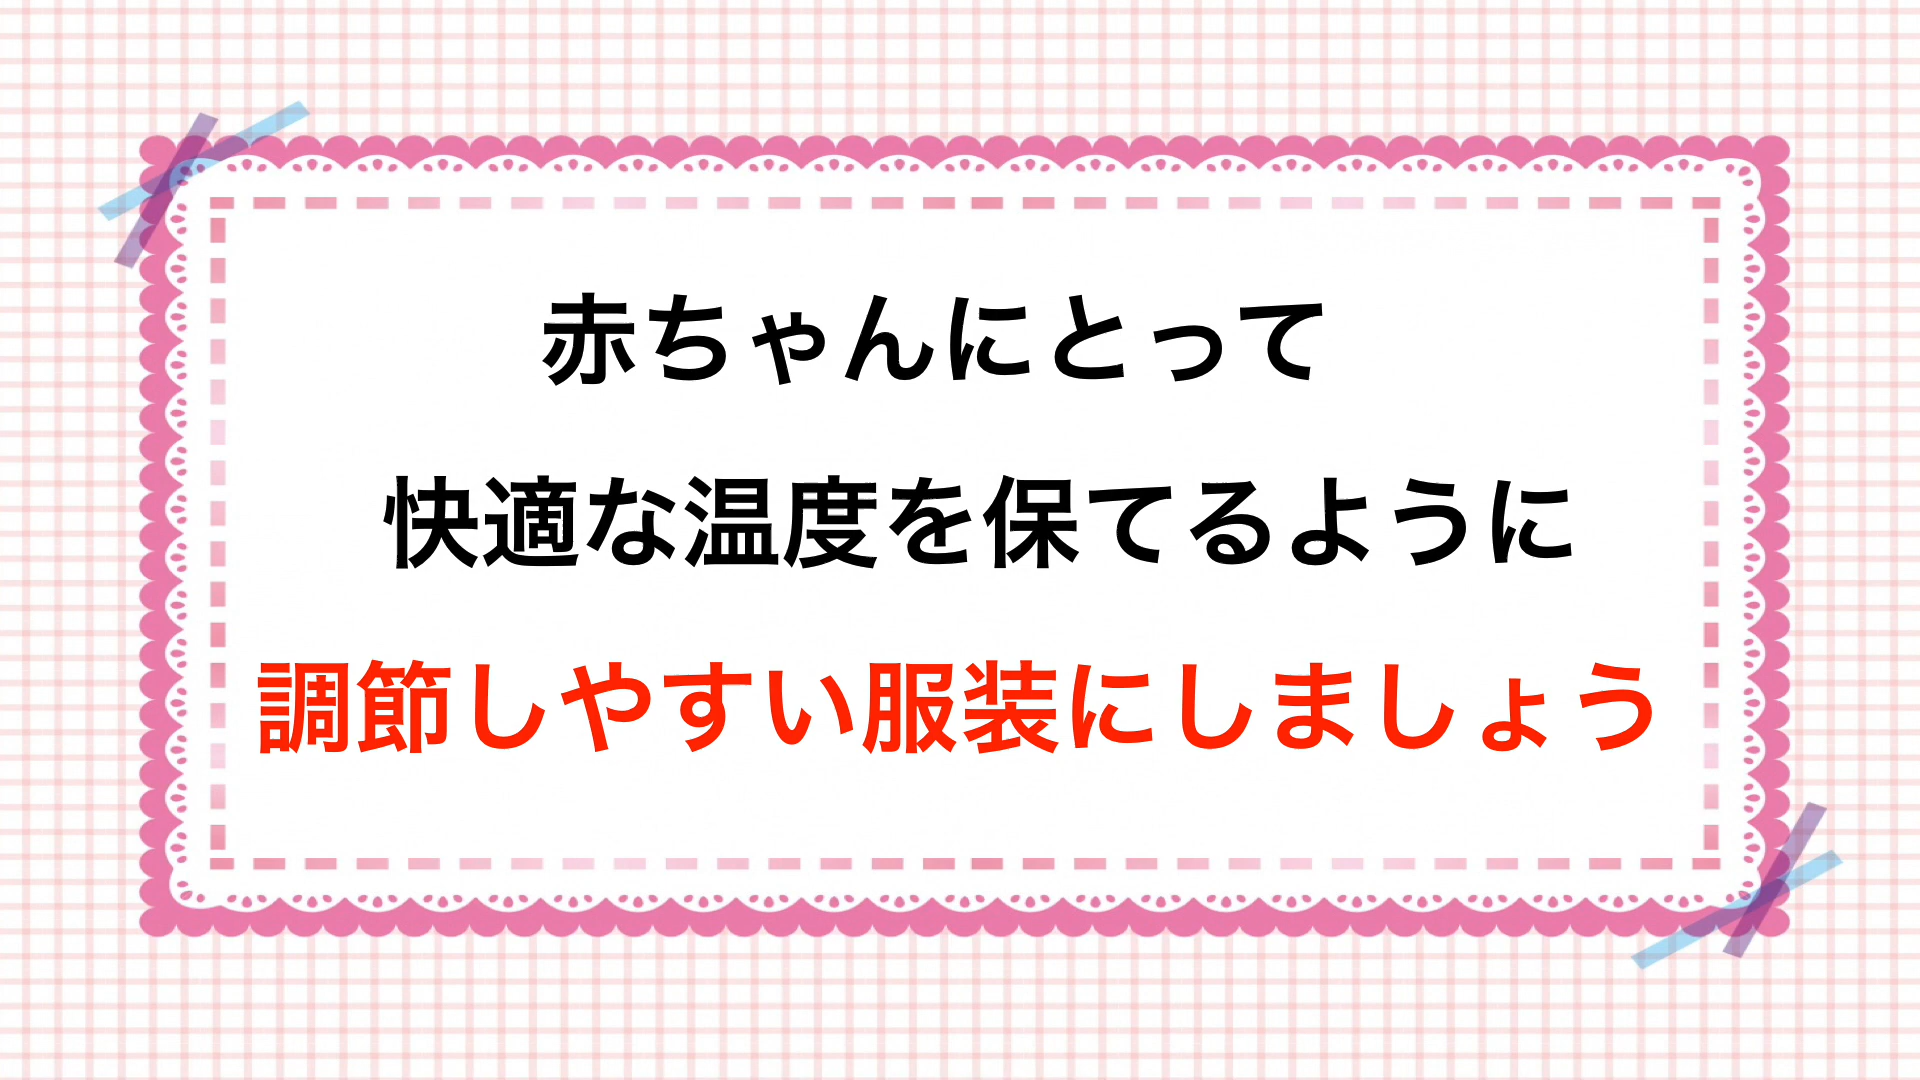 赤ちゃんにとって
快適な温度を保てるように
調節しやすい服装にしましょう